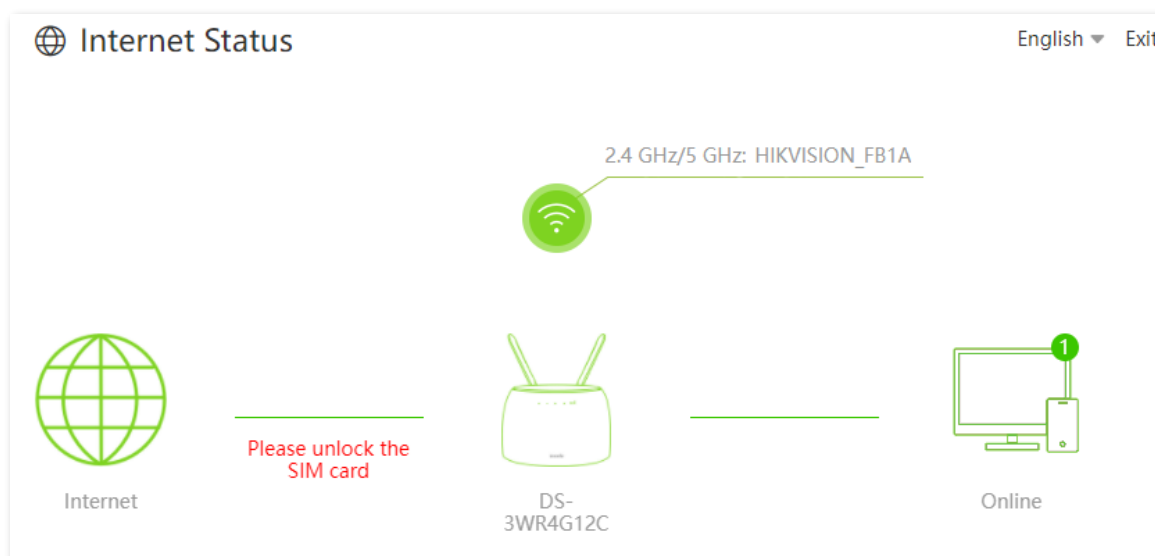 Internet Status
English
Exit
2.4 GHz/5 GHz: HIKVISION_FB1A
1
Please unlock the
SIM card
Internet
DS-
3WR4G12C
Online